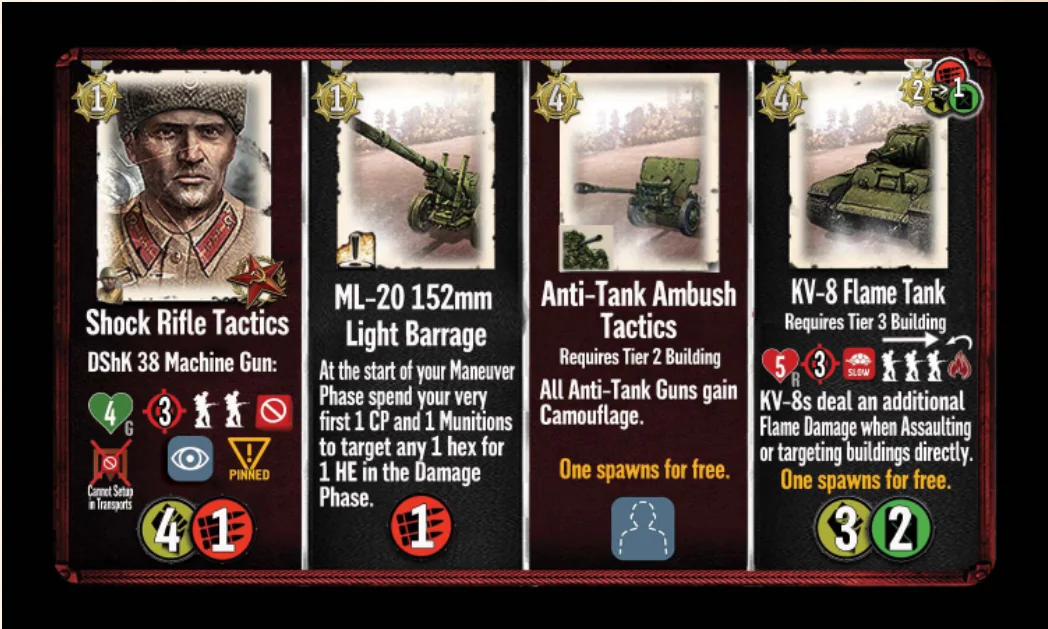 1
Shock Rifle Tactics
DShK 38 Machine Gun:
4 G 3
Cannot Setup
in Transports
PINNED
4 1
1
ML-20 152mm
Light Barrage
At the start of your Maneuver
Phase spend your very
first 1 CP and 1 Munitions
to target any 1 hex for
1 HE in the Damage
Phase.
1
4
Anti-Tank Ambush
Tactics
Requires Tier 2 Building
All Anti-Tank Guns gain
Camouflage.
One spawns for free.
4
2->1
KV-8 Flame Tank
Requires Tier 3 Building
5 R 3 SLOW
KV-8s deal an additional
Flame Damage when Assaulting
or targeting buildings directly.
One spawns for free.
3 2